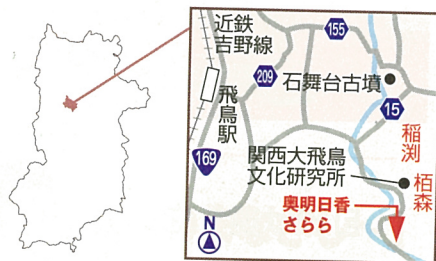 近鉄
吉野線
155
209
石舞台古墳
飛鳥駅
15
稲渕
169
関西大飛鳥
文化研究所
栢森
奥明日香
さらら
N